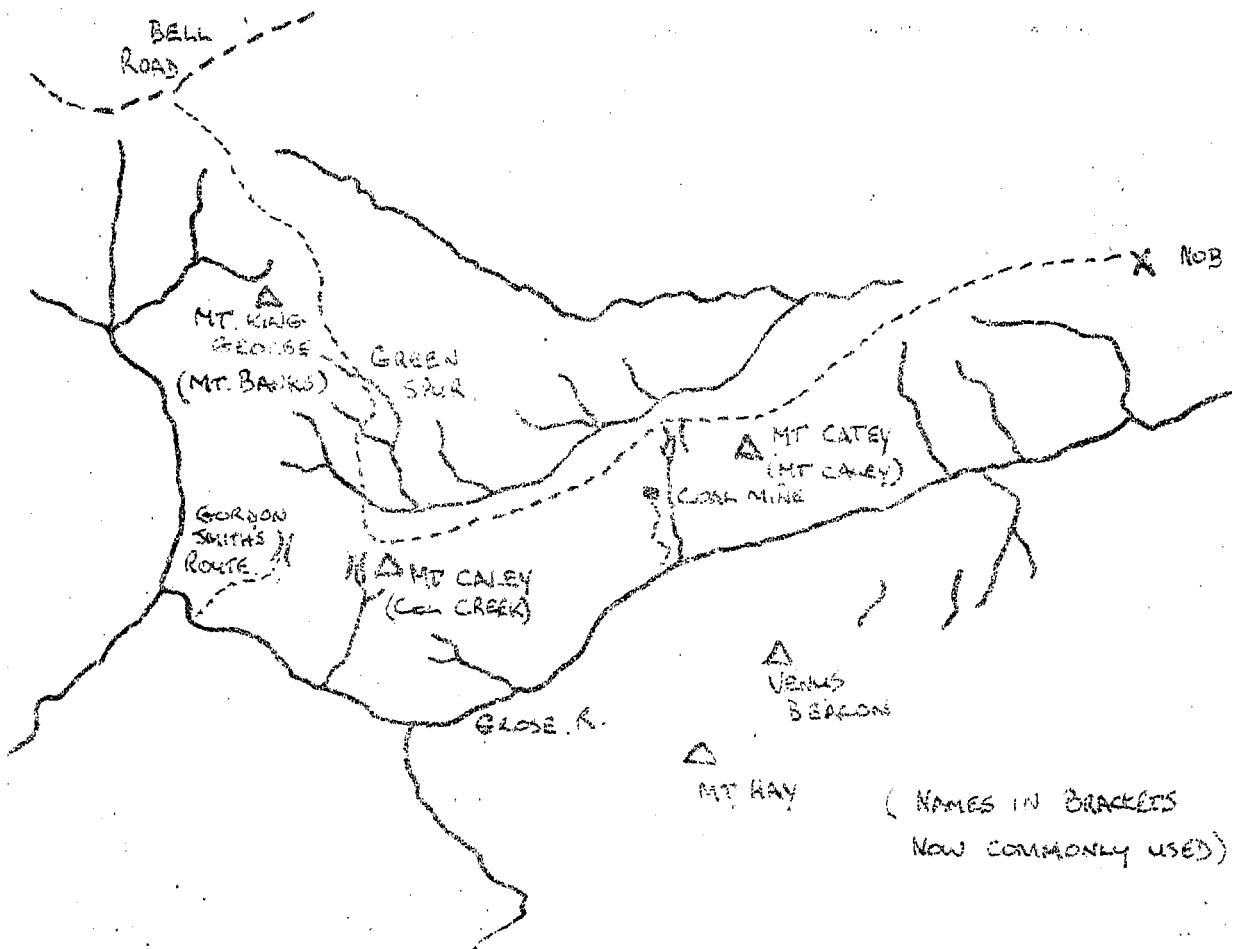 BELL
ROAD
NOB
MT. KING
GEORGE
(MT. BANKS)
GREEN
SPUR.
MT CATEY
(MT CALEY)
COAL MINE
GORDON
SMITH'S
ROUTE.
MT CALEY
(COL CREEK)
VENUS
BEACON
GROSE. R.
MT HAY
(NAMES IN BRACKETS
NOW COMMONLY USED)